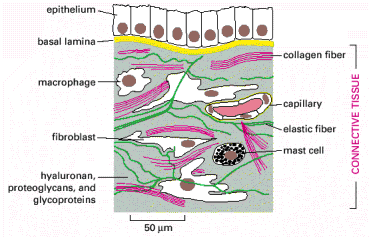 epithelium
basal lamina
collagen fiber
macrophage
capillary
elastic fiber
fibroblast
mast cell
hyaluronan,
proteoglycans, and
glycoproteins
CONNECTIVE TISSUE
50 μm